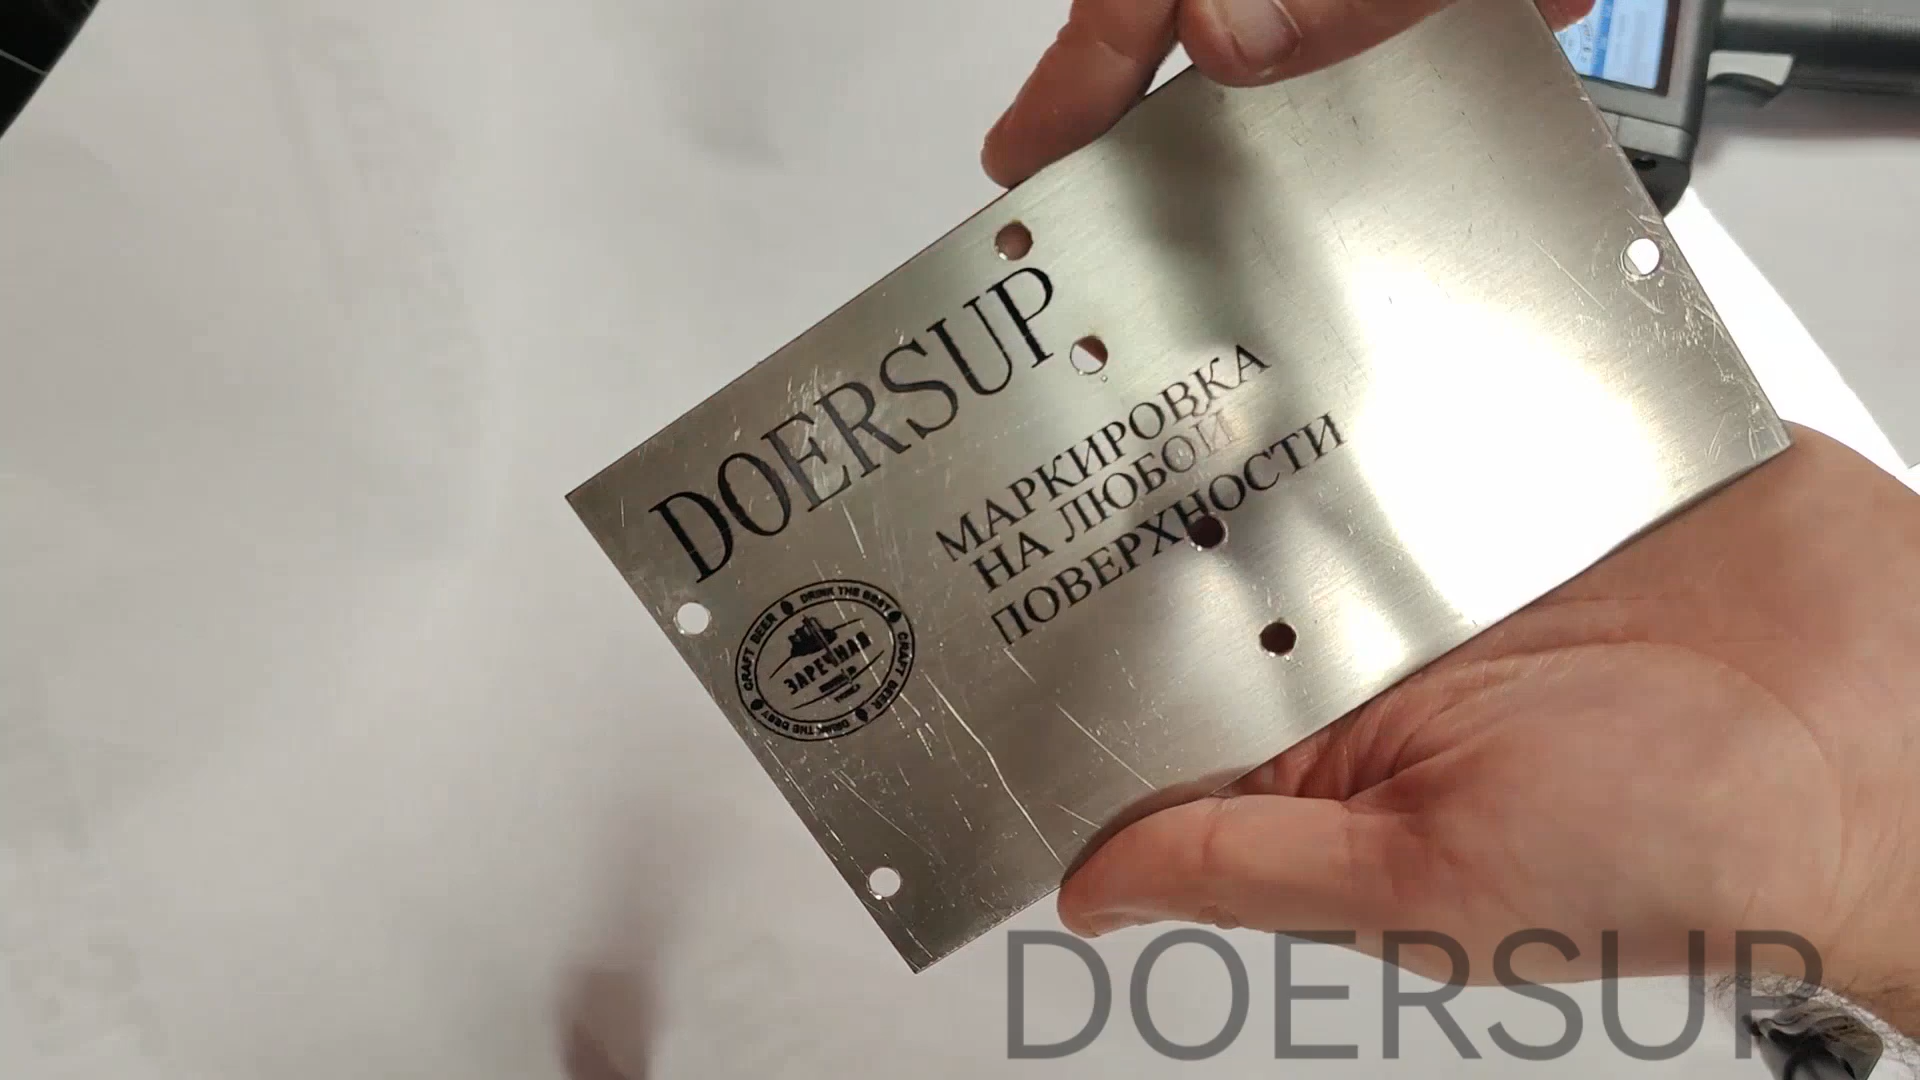 DOERSUP
МАРКИРОВКА
НА ЛЮБОЙ
ПОВЕРХНОСТИ
CRAFT BEER DRINK THE BEST CRAFT BEER DRINK THE BEST
ЗАРЕЧНАЯ
DOERSUP